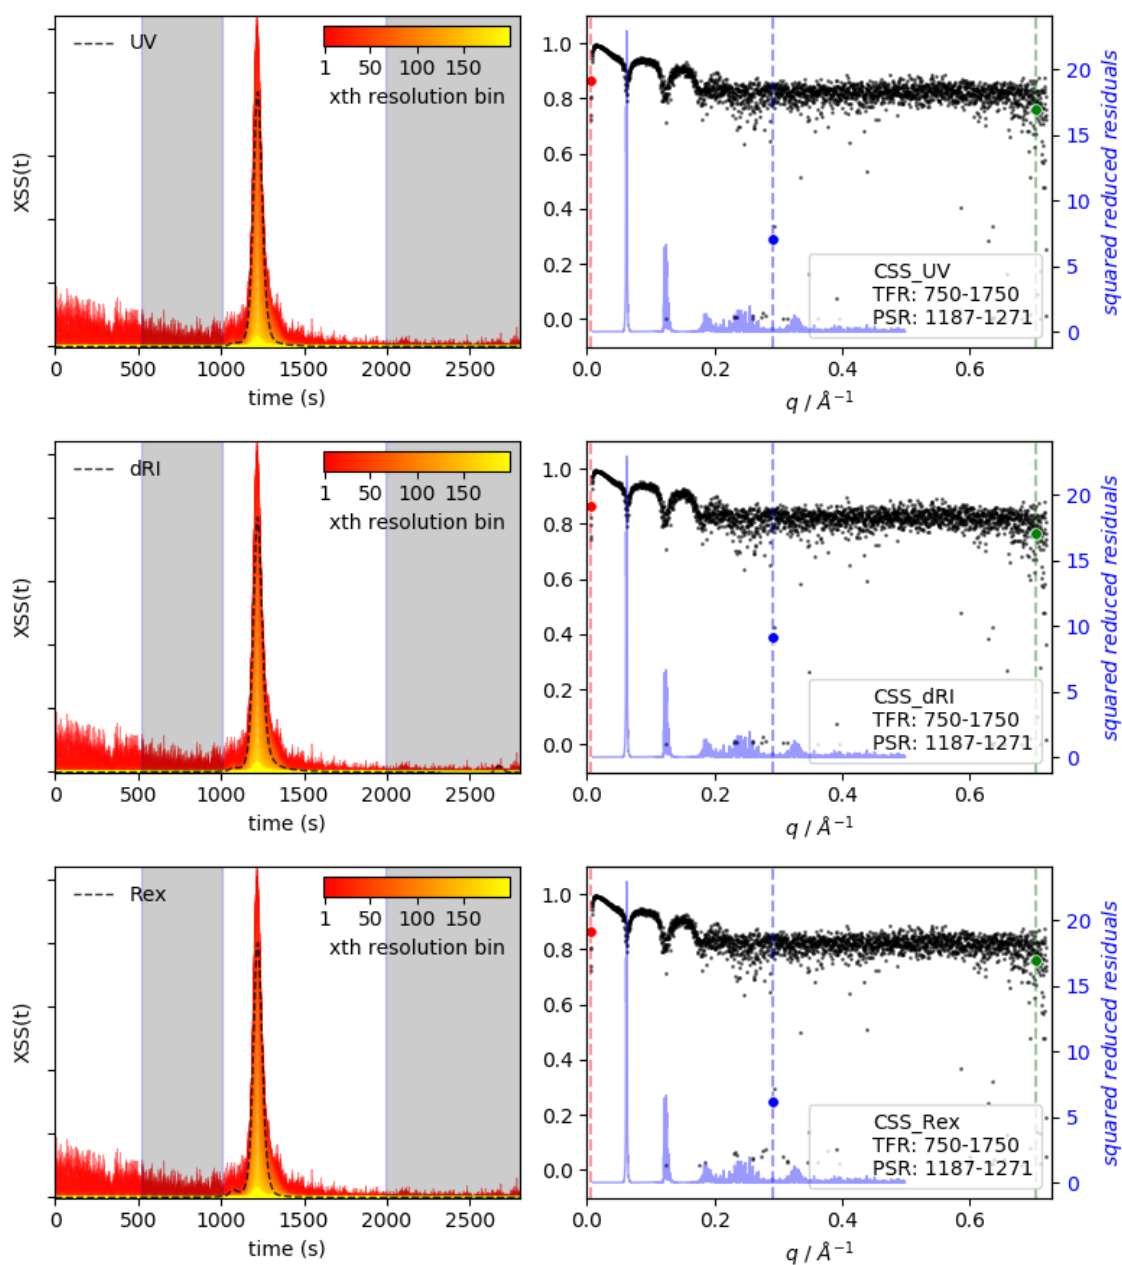 UV
1 50 100 150
xth resolution bin
XSS(t)
0 500 1000 1500 2000 2500
time (s)
1.0
0.8
0.6
0.4
0.2
0.0
CSS_UV
TFR: 750-1750
PSR: 1187-1271
20
15
10
5
0
squared reduced residuals
0.0 0.2 0.4 0.6
q / Å⁻¹
dRI
1 50 100 150
xth resolution bin
XSS(t)
0 500 1000 1500 2000 2500
time (s)
1.0
0.8
0.6
0.4
0.2
0.0
CSS_dRI
TFR: 750-1750
PSR: 1187-1271
20
15
10
5
0
squared reduced residuals
0.0 0.2 0.4 0.6
q / Å⁻¹
Rex
1 50 100 150
xth resolution bin
XSS(t)
0 500 1000 1500 2000 2500
time (s)
1.0
0.8
0.6
0.4
0.2
0.0
CSS_Rex
TFR: 750-1750
PSR: 1187-1271
20
15
10
5
0
squared reduced residuals
0.0 0.2 0.4 0.6
q / Å⁻¹